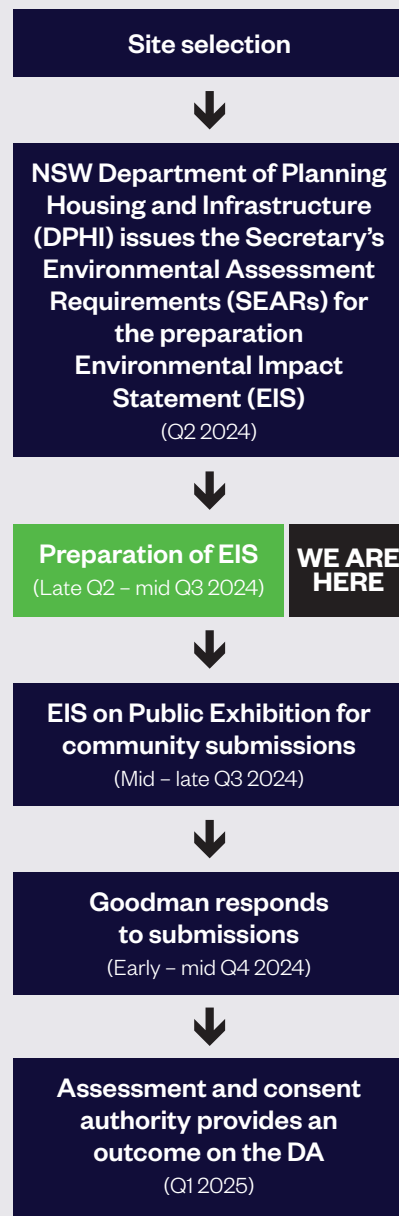 Site selection
NSW Department of Planning
Housing and Infrastructure
(DPHI) issues the Secretary's
Environmental Assessment
Requirements (SEARs) for
the preparation
Environmental Impact
Statement (EIS)
(Q2 2024)
Preparation of EIS
(Late Q2 – mid Q3 2024)
WE ARE
HERE
EIS on Public Exhibition for
community submissions
(Mid – late Q3 2024)
Goodman responds
to submissions
(Early – mid Q4 2024)
Assessment and consent
authority provides an
outcome on the DA
(Q1 2025)